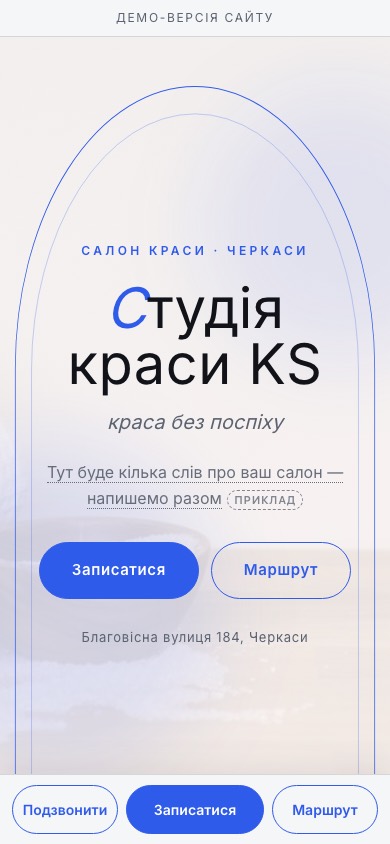 ДЕМО-ВЕРСІЯ САЙТУ
САЛОН КРАСИ · ЧЕРКАСИ
Студія
краси KS
краса без поспіху
Тут буде кілька слів про ваш салон —
напишемо разом ПРИКЛАД
Записатися Маршрут
Благовісна вулиця 184, Черкаси
Подзвонити Записатися Маршрут